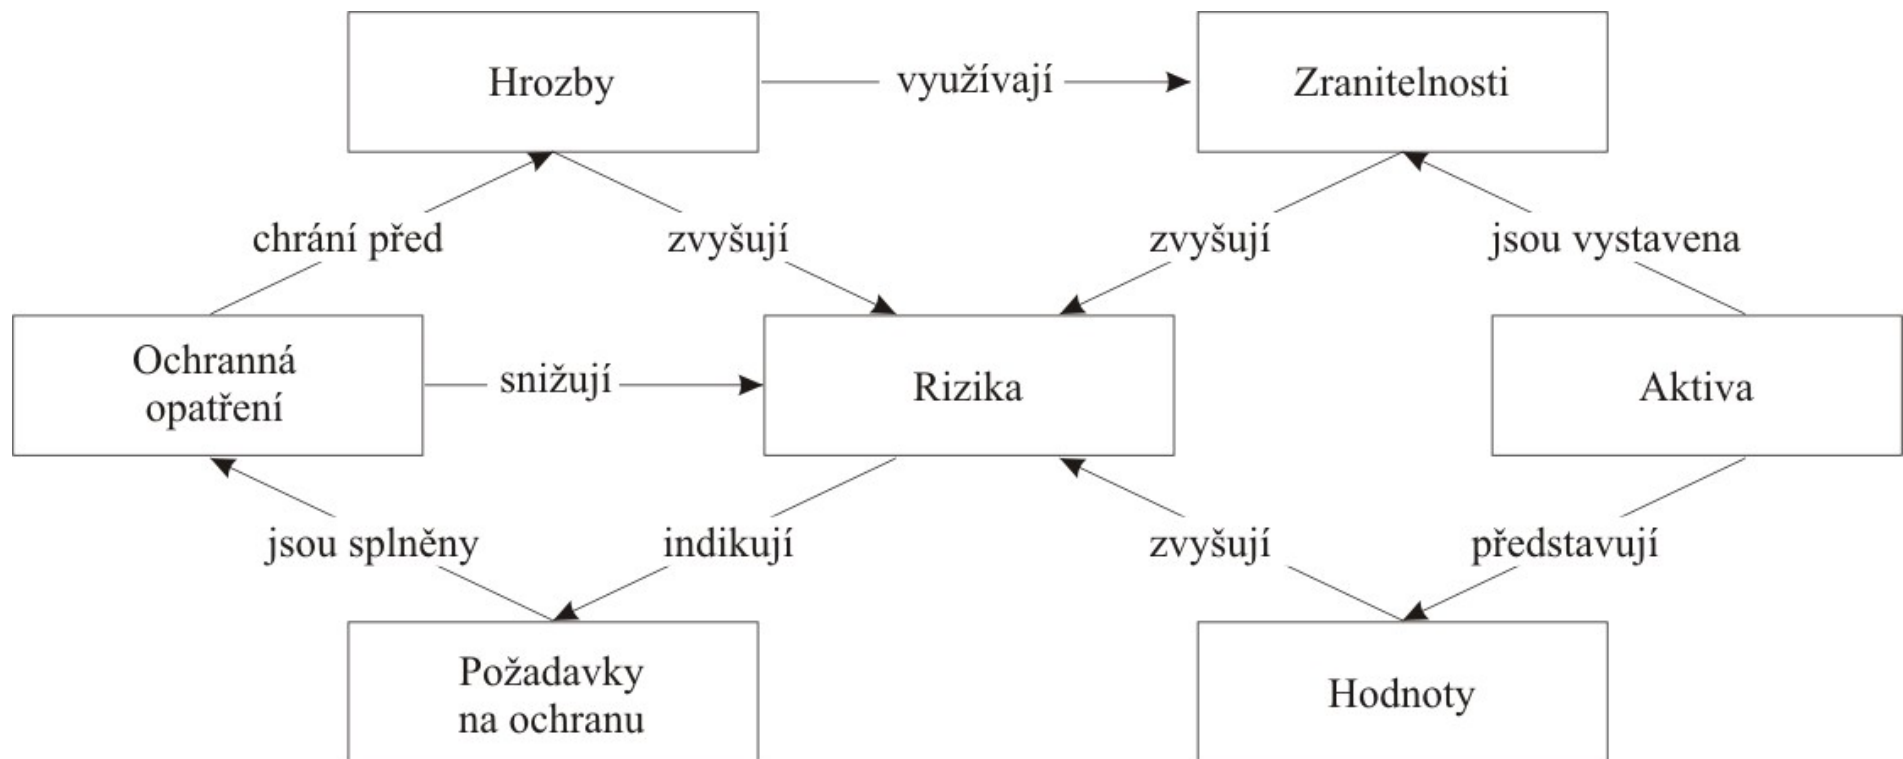 Hrozby
využívají
Zranitelnosti
chrání před
zvyšují
zvyšují
jsou vystavena
Ochranná
opatření
snižují
Rizika
Aktiva
jsou splněny
indikují
zvyšují
představují
Požadavky
na ochranu
Hodnoty